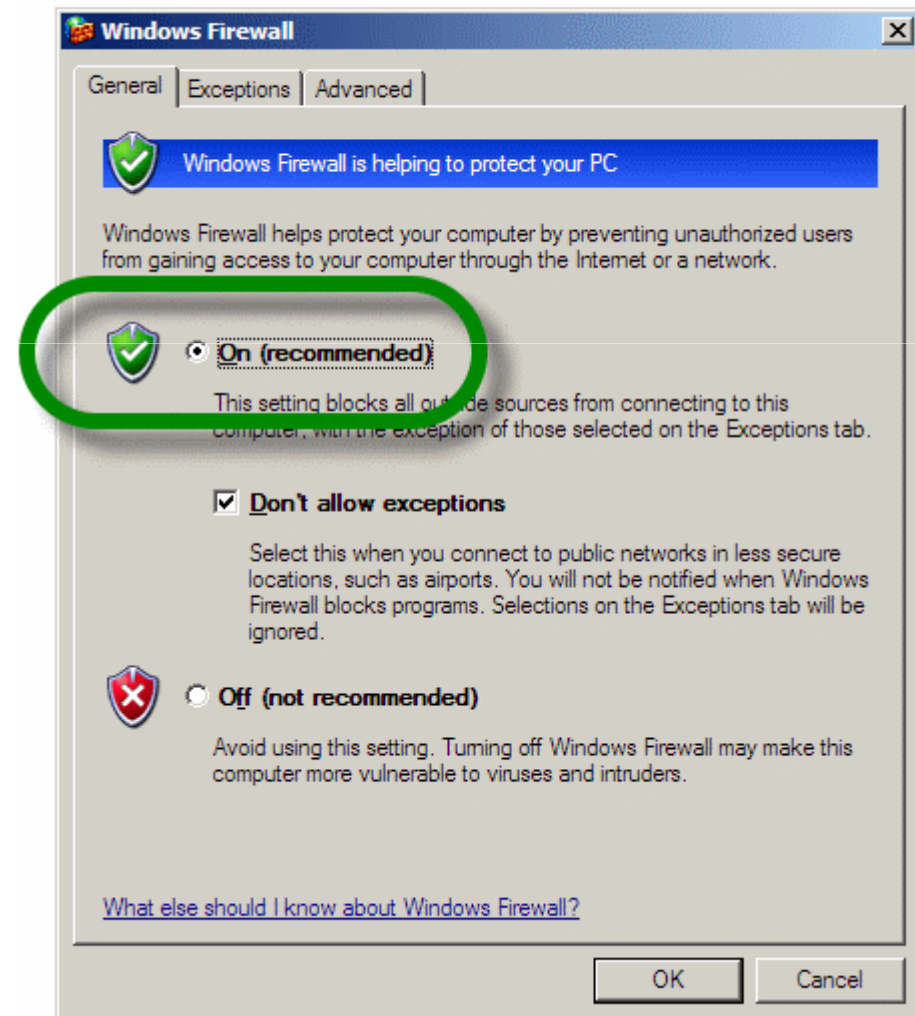 Windows Firewall
General Exceptions Advanced
Windows Firewall is helping to protect your PC
Windows Firewall helps protect your computer by preventing unauthorized users
from gaining access to your computer through the Internet or a network.
On (recommended)
This setting blocks all outside sources from connecting to this
computer, with the exception of those selected on the Exceptions tab.
Don't allow exceptions
Select this when you connect to public networks in less secure
locations, such as airports. You will not be notified when Windows
Firewall blocks programs. Selections on the Exceptions tab will be
ignored.
Off (not recommended)
Avoid using this setting. Turning off Windows Firewall may make this
computer more vulnerable to viruses and intruders.
What else should I know about Windows Firewall?
OK Cancel